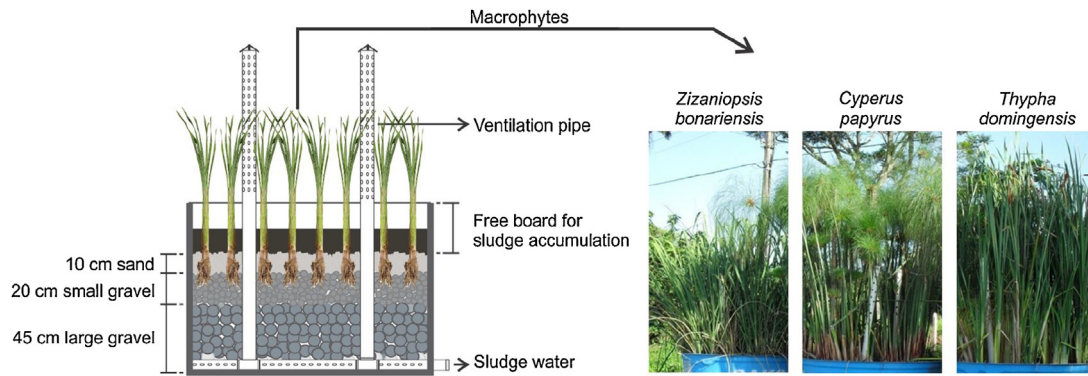 Macrophytes
Ventilation pipe
Free board for
sludge accumulation
10 cm sand
20 cm small gravel
45 cm large gravel
Sludge water
Zizaniopsis
bonariensis
Cyperus
papyrus
Thypha
domingensis